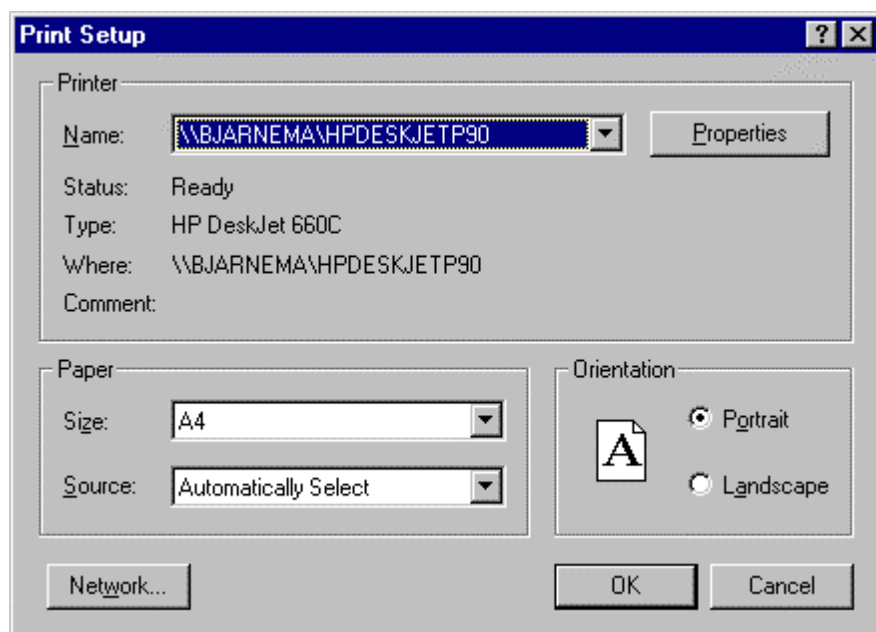 Print Setup
Printer
Name: \\BJARNEMA\HPDESKJETP90 Properties
Status: Ready
Type: HP DeskJet 660C
Where: \\BJARNEMA\HPDESKJETP90
Comment:
Paper
Size: A4
Source: Automatically Select
Orientation
A
Portrait
Landscape
Network... OK Cancel